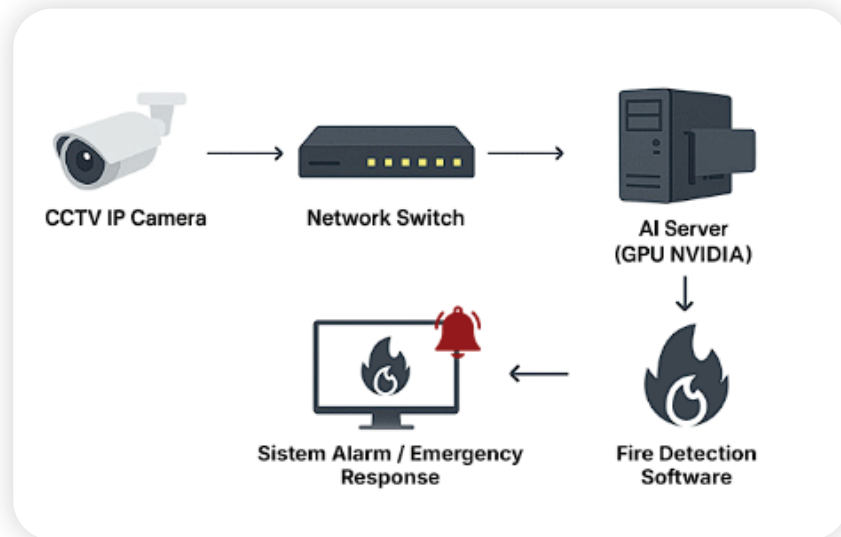 CCTV IP Camera
Network Switch
AI Server
(GPU NVIDIA)
Sistem Alarm / Emergency
Response
Fire Detection
Software